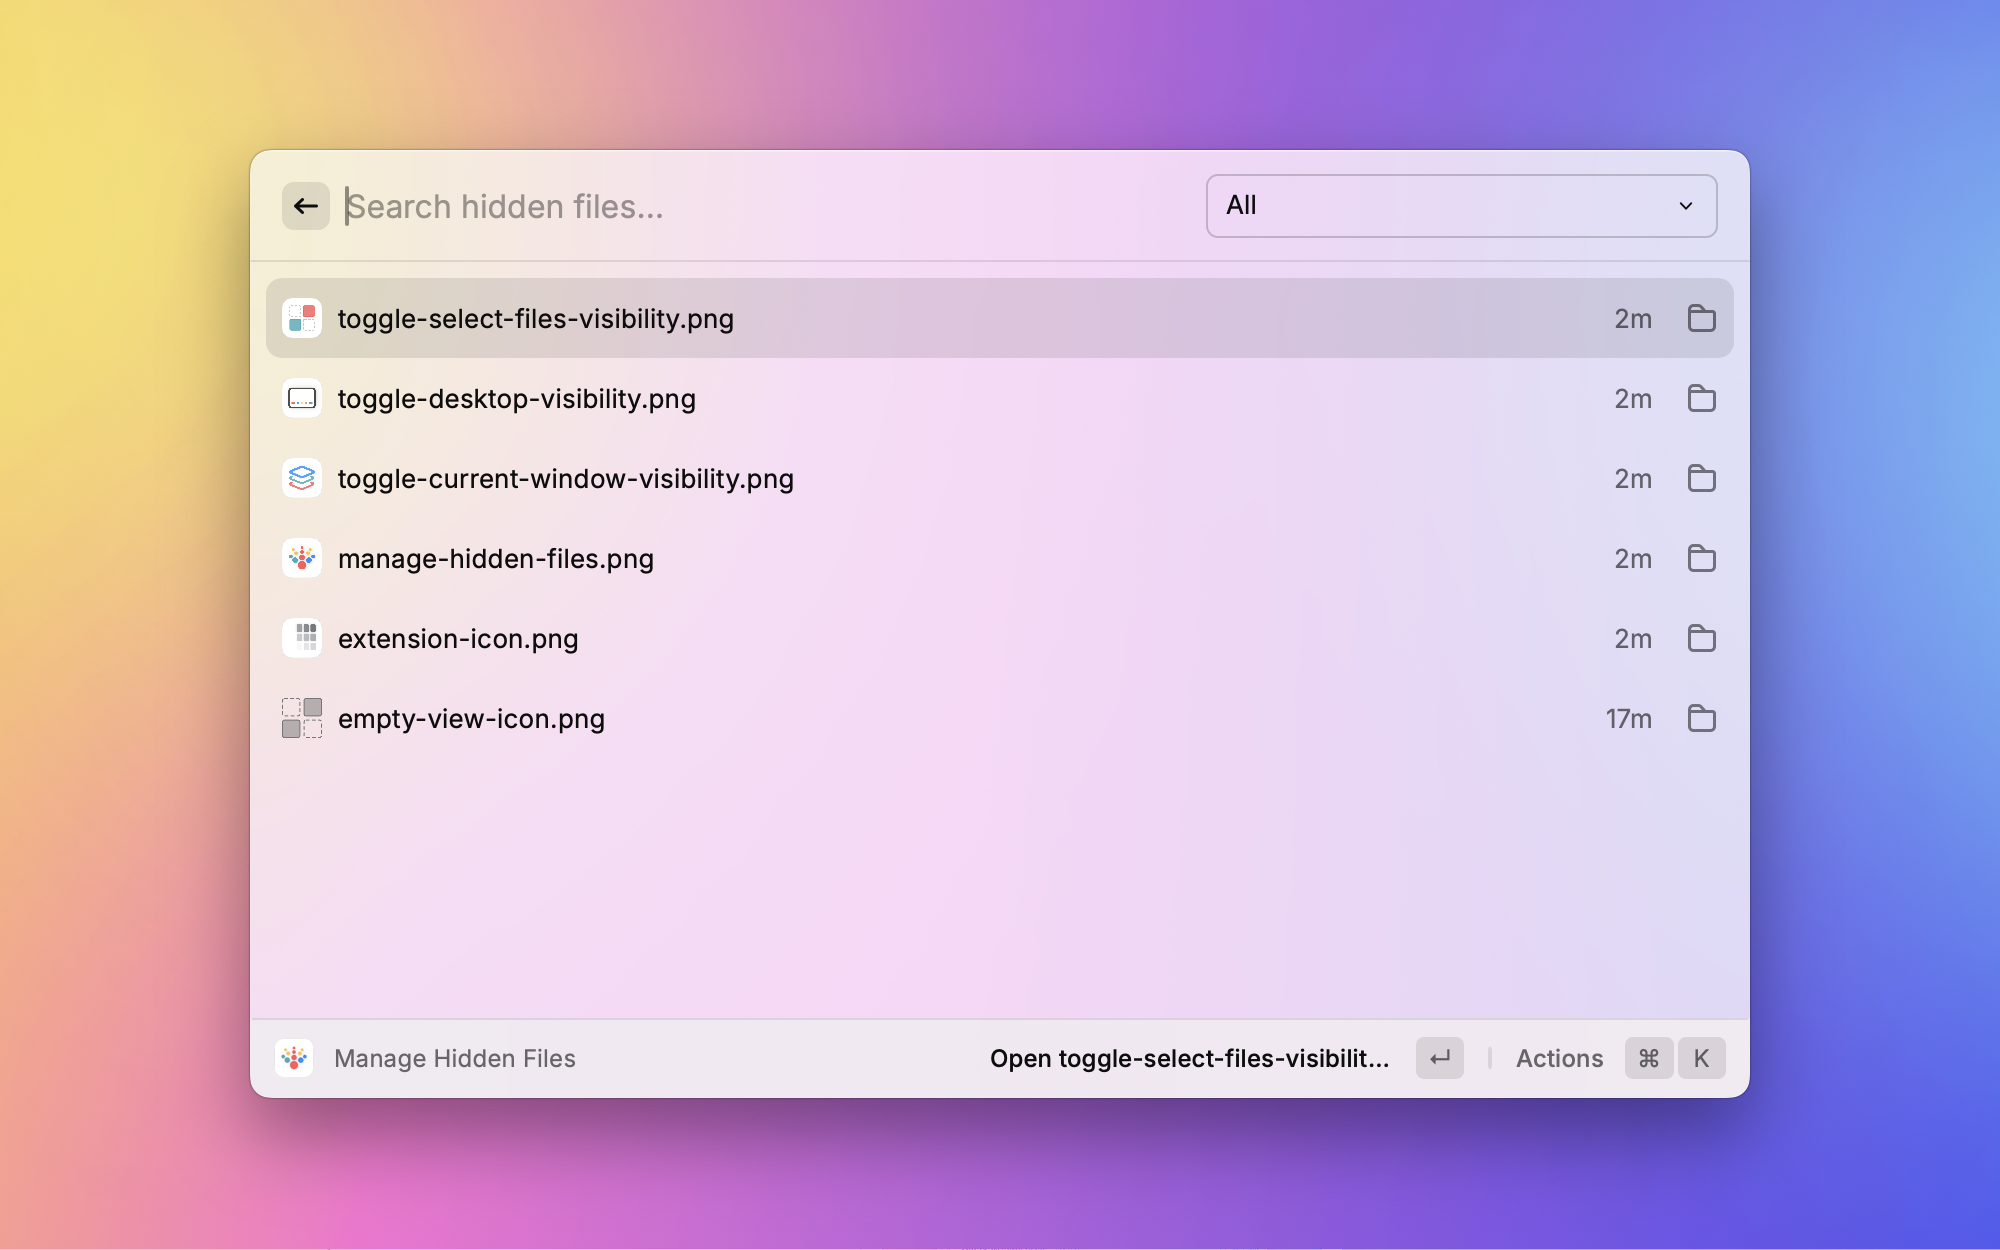 Search hidden files...
All
toggle-select-files-visibility.png 2m
toggle-desktop-visibility.png 2m
toggle-current-window-visibility.png 2m
manage-hidden-files.png 2m
extension-icon.png 2m
empty-view-icon.png 17m
Manage Hidden Files Open toggle-select-files-visibilit... Actions ⌘ K